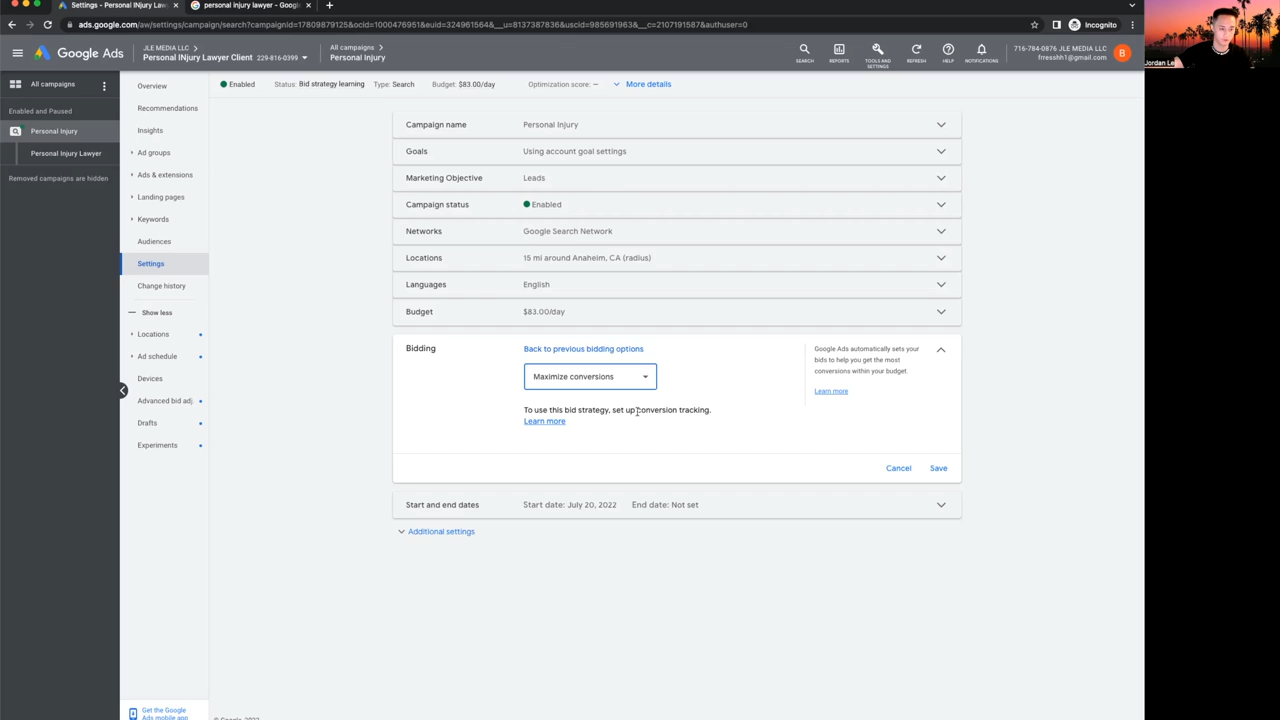 Settings - Personal INjury Law
personal injury lawyer - Googl
ads.google.com/aw/settings/campaign/search?campaignId=17809879125&ocid=1000476951&euid=324961564&__u=8137387836&uscid=985691963&__c=2107191587&authuser=0
Incognito
Google Ads
JLE MEDIA LLC
Personal INjury Lawyer Client 229-816-0399
All campaigns
Personal Injury
SEARCH
REPORTS
TOOLS AND SETTINGS
REFRESH
HELP
NOTIFICATIONS
716-784-0876 JLE MEDIA LLC
frresshh1@gmail.com
B
Jordan Le
All campaigns
Enabled and Paused
Personal Injury
Personal Injury Lawyer
Removed campaigns are hidden
Overview
Recommendations
Insights
Ad groups
Ads & extensions
Landing pages
Keywords
Audiences
Settings
Change history
Show less
Locations
Ad schedule
Devices
Advanced bid adj.
Drafts
Experiments
Get the Google
Ads mobile app
Enabled Status: Bid strategy learning Type: Search Budget: $83.00/day Optimization score: — More details
Campaign name Personal Injury
Goals Using account goal settings
Marketing Objective Leads
Campaign status Enabled
Networks Google Search Network
Locations 15 mi around Anaheim, CA (radius)
Languages English
Budget $83.00/day
Bidding Back to previous bidding options
Maximize conversions
To use this bid strategy, set up conversion tracking.
Learn more
Google Ads automatically sets your
bids to help you get the most
conversions within your budget.
Learn more
Cancel Save
Start and end dates Start date: July 20, 2022 End date: Not set
Additional settings
© Google, 2022